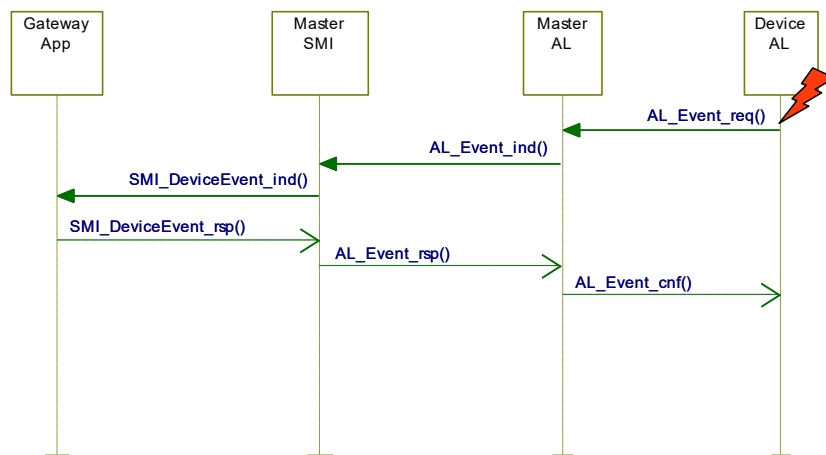 Gateway
App
Master
SMI
Master
AL
Device
AL
AL_Event_req()
AL_Event_ind()
SMI_DeviceEvent_ind()
SMI_DeviceEvent_rsp()
AL_Event_rsp()
AL_Event_cnf()